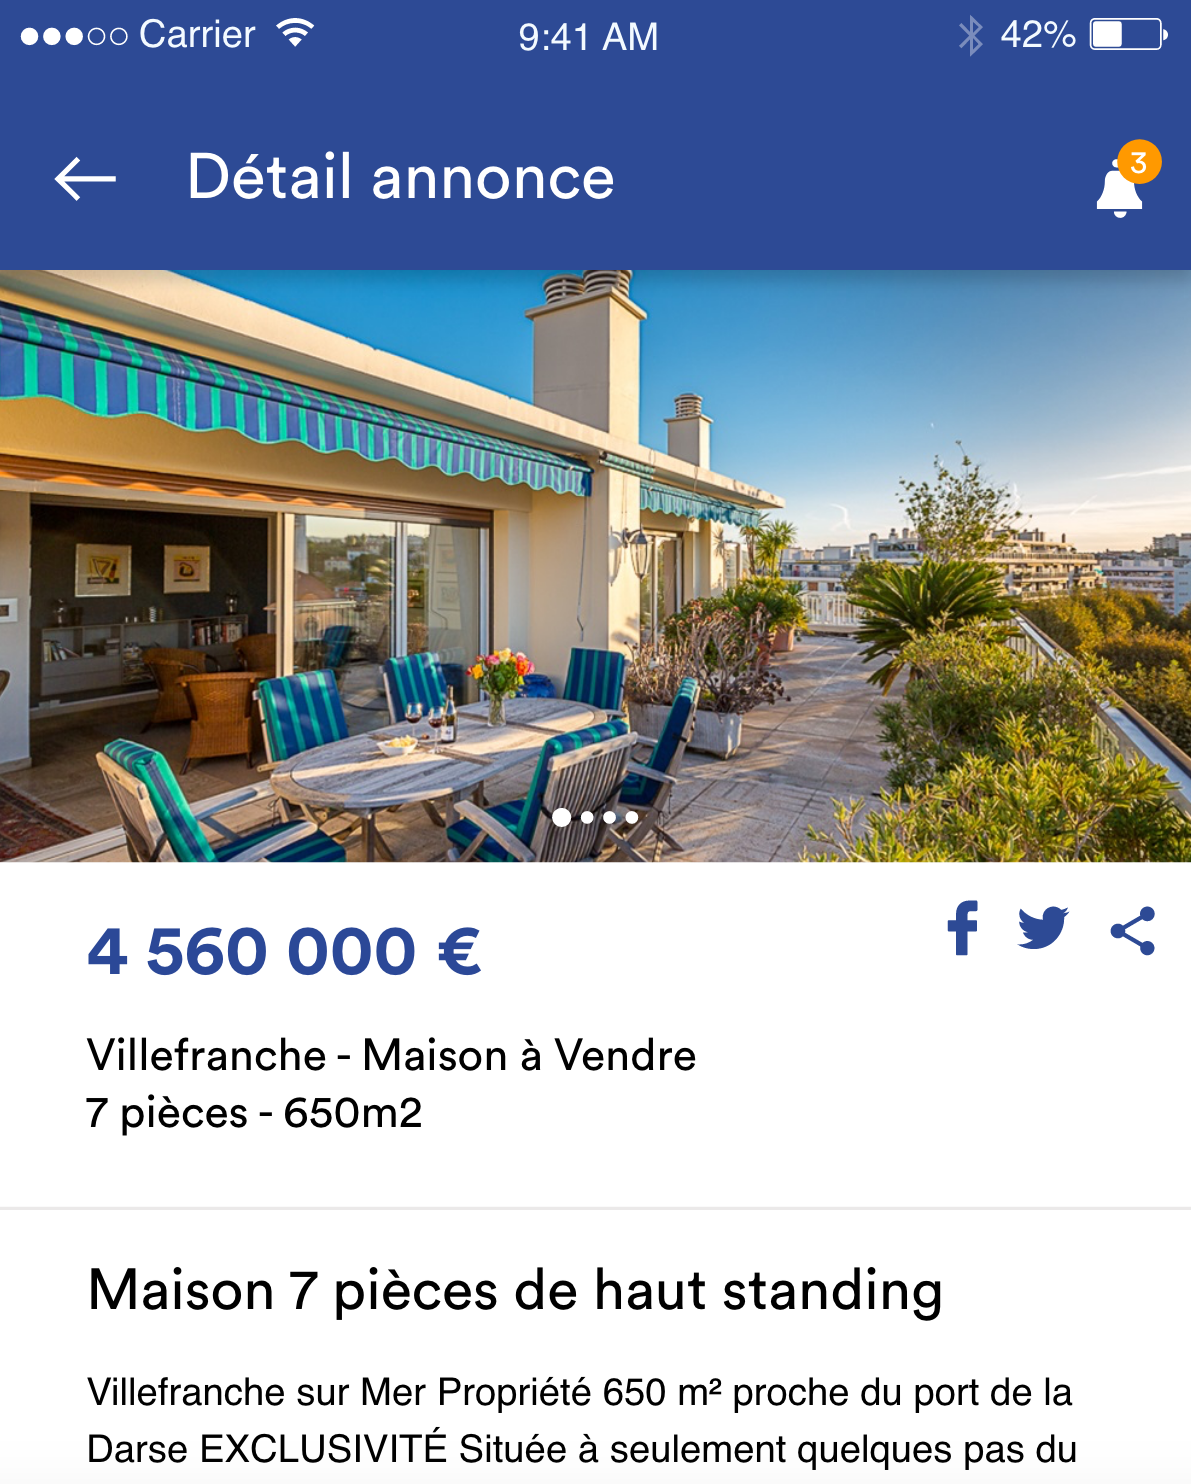 Carrier 9:41 AM 42%
Détail annonce
3
4 560 000 €
Villefranche - Maison à Vendre
7 pièces - 650m2
Maison 7 pièces de haut standing
Villefranche sur Mer Propriété 650 m² proche du port de la
Darse EXCLUSIVITÉ Située à seulement quelques pas du